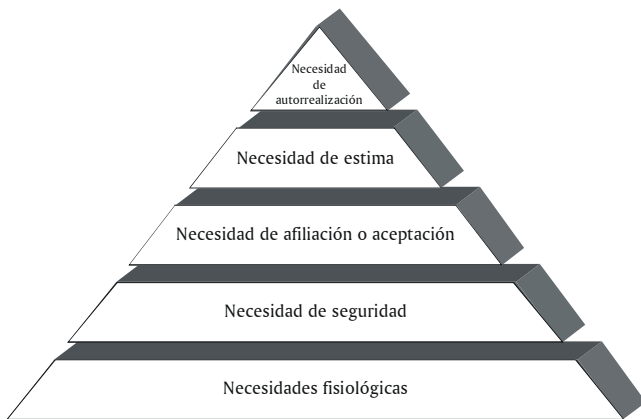 Necesidad
de
autorrealización
Necesidad de estima
Necesidad de afiliación o aceptación
Necesidad de seguridad
Necesidades fisiológicas